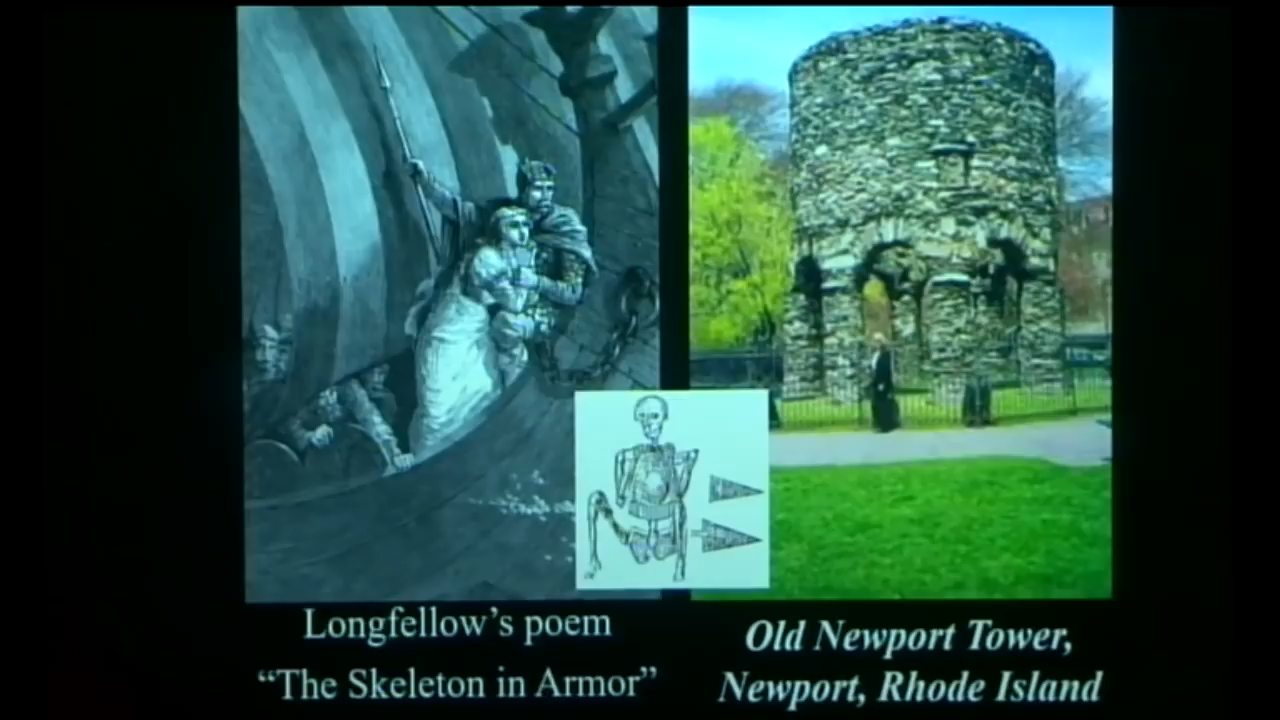 Longfellow's poem
“The Skeleton in Armor”
Old Newport Tower,
Newport, Rhode Island